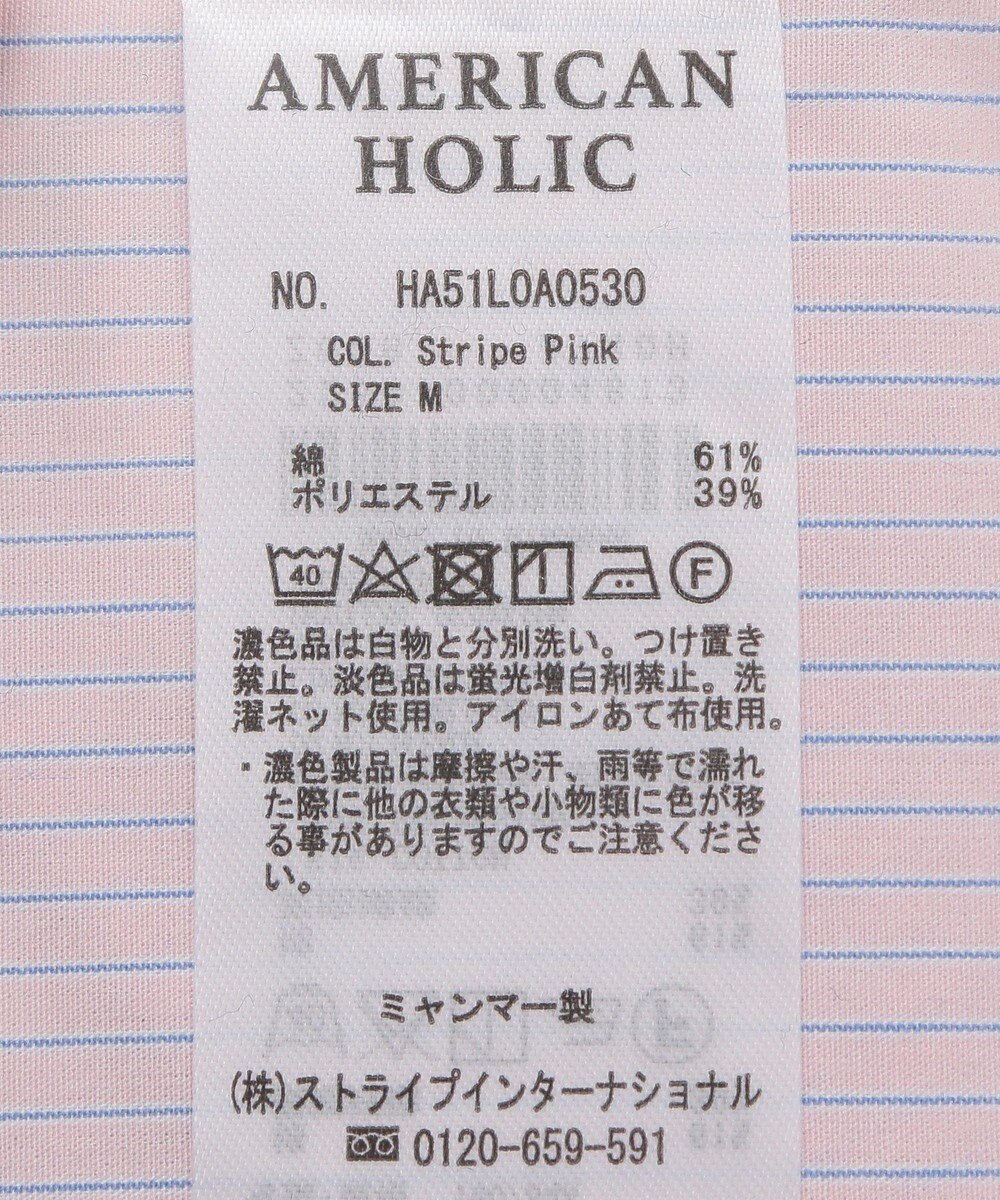 AMERICAN
HOLIC
NO. HA51L0A0530
COL. Stripe Pink
SIZE M
綿 61%
ポリエステル 39%
40 F
濃色品は白物と分別洗い。つけ置き
禁止。淡色品は蛍光増白剤禁止。洗
濯ネット使用。アイロンあて布使用。
・濃色製品は摩擦や汗、雨等で濡れ
た際に他の衣類や小物類に色が移
る事がありますのでご注意くださ
い。
ミャンマー製
(株)ストライプインターナショナル
0120-659-591